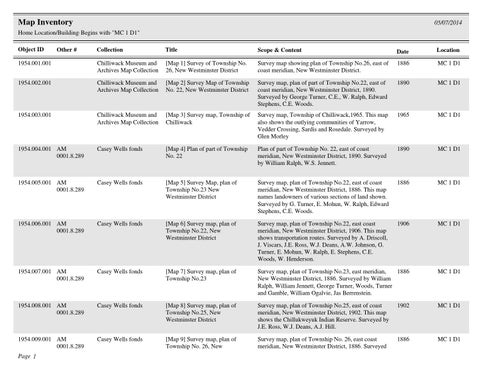 Map Inventory 05/07/2014
Home Location/Building Begins with "MC 1 D1"
Object ID Other # Collection Title Scope & Content Date Location
1954.001.001 Chilliwack Museum and [Map 1] Survey of Township No. Survey map showing plan of Township No.26, east of 1886 MC 1 D1
Archives Map Collection 26, New Westminster District coast meridian, New Westminster District.
1954.002.001 Chilliwack Museum and [Map 2] Survey Map of Township Survey map, plan of part of Township No.22, east of 1890 MC 1 D1
Archives Map Collection No. 22, New Westminster District coast meridian, New Westminster District, 1890.
Surveyed by George Turner, C.E., W. Ralph, Edward
Stephens, C.E. Woods.
1954.003.001 Chilliwack Museum and [Map 3] Survey map, Township of Survey map, Township of Chilliwack,1965. This map 1965 MC 1 D1
Archives Map Collection Chilliwack also shows the outlying communities of Yarrow,
Vedder Crossing, Sardis and Rosedale. Surveyed by
Glen Morley
1954.004.001 AM Casey Wells fonds [Map 4] Plan of part of Township Plan of part of Township No. 22, east of coast 1890 MC 1 D1
0001.8.289 No. 22 meridian, New Westminster District, 1890. Surveyed
by William Ralph, W.S. Jennett.
1954.005.001 AM Casey Wells fonds [Map 5] Survey Map, plan of Survey map, plan of Township No.22, east of coast 1886 MC 1 D1
0001.8.289 Township No.23 New meridian, New Westminster District, 1886. This map
Westminster District names landowners of various sections of land shown.
Surveyed by G. Turner, E. Mohun, W. Ralph, Edward
Stephens, C.E. Woods.
1954.006.001 AM Casey Wells fonds [Map 6] Survey map, plan of Survey map, plan of Township No.22, east coast 1906 MC 1 D1
0001.8.289 Township No.22, New meridian, New Westminster District, 1906. This map
Westminster District shows transportation routes. Surveyed by A. Driscoll,
J. Viscars, J.E. Ross, W.J. Deans, A.W. Johnson, O.
Turner, E. Mohun, W. Ralph, E. Stephens, C.E.
Woods, W. Henderson.
1954.007.001 AM Casey Wells fonds [Map 7] Survey map, plan of Survey map, plan of Township No.23, east meridian, 1886 MC 1 D1
0001.8.289 Township No.23 New Westminster District, 1886. Surveyed by William
Ralph, William Jennett, George Turner, Woods, Turner
and Gamble, William Ogalvie, Jas
1954.008.001 AM Casey Wells fonds [Map 8] Survey map, plan of Survey map, plan of Township No.25, east of coast 1902 MC 1 D1
0001.8.289 Township No.25, New meridian, New Westminster District, 1902. This map
Westminster District shows the Chillukweyuk Indian Reserve. Surveyed by
J.E. Ross, W.J. Deans, A.J. Hill.
1954.009.001 AM Casey Wells fonds [Map 9] Survey map, plan of Survey map, plan of Township No. 26, east coast 1886 MC 1 D1
0001.8.289 Township No. 26, New meridian, New Westminster District, 1886. Surveyed
Page 1